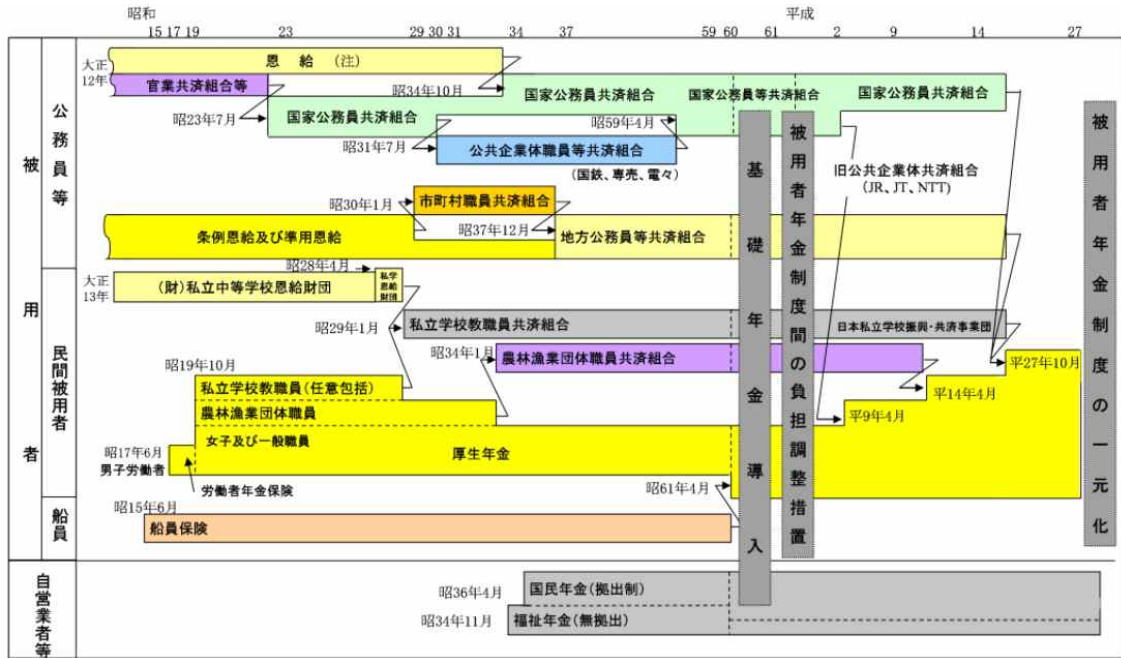 昭和
平成
15 17 19 23 29 30 31 34 37 59 60 61 2 9 14 27
被用者
公務員等
大正12年
恩給 (注)
官業共済組合等
昭34年10月
国家公務員共済組合
国家公務員等共済組合
国家公務員共済組合
昭23年7月
国家公務員共済組合
昭59年4月
昭31年7月
公共企業体職員等共済組合
(国鉄、専売、電々)
旧公共企業体共済組合
(JR、JT、NTT)
昭30年1月
市町村職員共済組合
条例恩給及び準用恩給
昭37年12月
地方公務員等共済組合
基礎年金導入
被用者年金制度間の負担調整措置
被用者年金制度の一元化
民間被用者
大正13年
昭28年4月
(財)私立中等学校恩給財団
私学恩給財団
昭29年1月
私立学校教職員共済組合
日本私立学校振興・共済事業団
昭34年1月
農林漁業団体職員共済組合
平27年10月
昭19年10月
私立学校教職員(任意包括)
平14年4月
農林漁業団体職員
平9年4月
女子及び一般職員
厚生年金
昭17年6月
男子労働者
労働者年金保険
昭61年4月
船員
昭15年6月
船員保険
自営業者等
昭36年4月
国民年金(拠出制)
昭34年11月
福祉年金(無拠出)